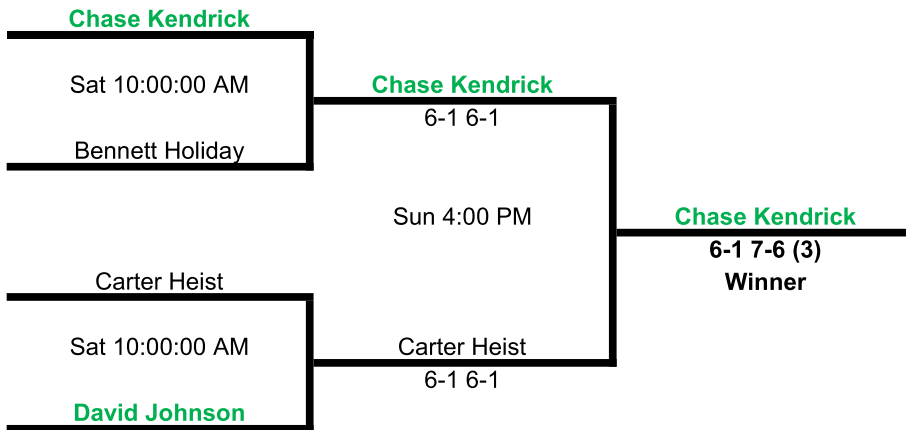 Chase Kendrick
Sat 10:00:00 AM
Bennett Holiday
Chase Kendrick
6-1 6-1
Sun 4:00 PM
Carter Heist
Sat 10:00:00 AM
David Johnson
Carter Heist
6-1 6-1
Chase Kendrick
6-1 7-6 (3)
Winner